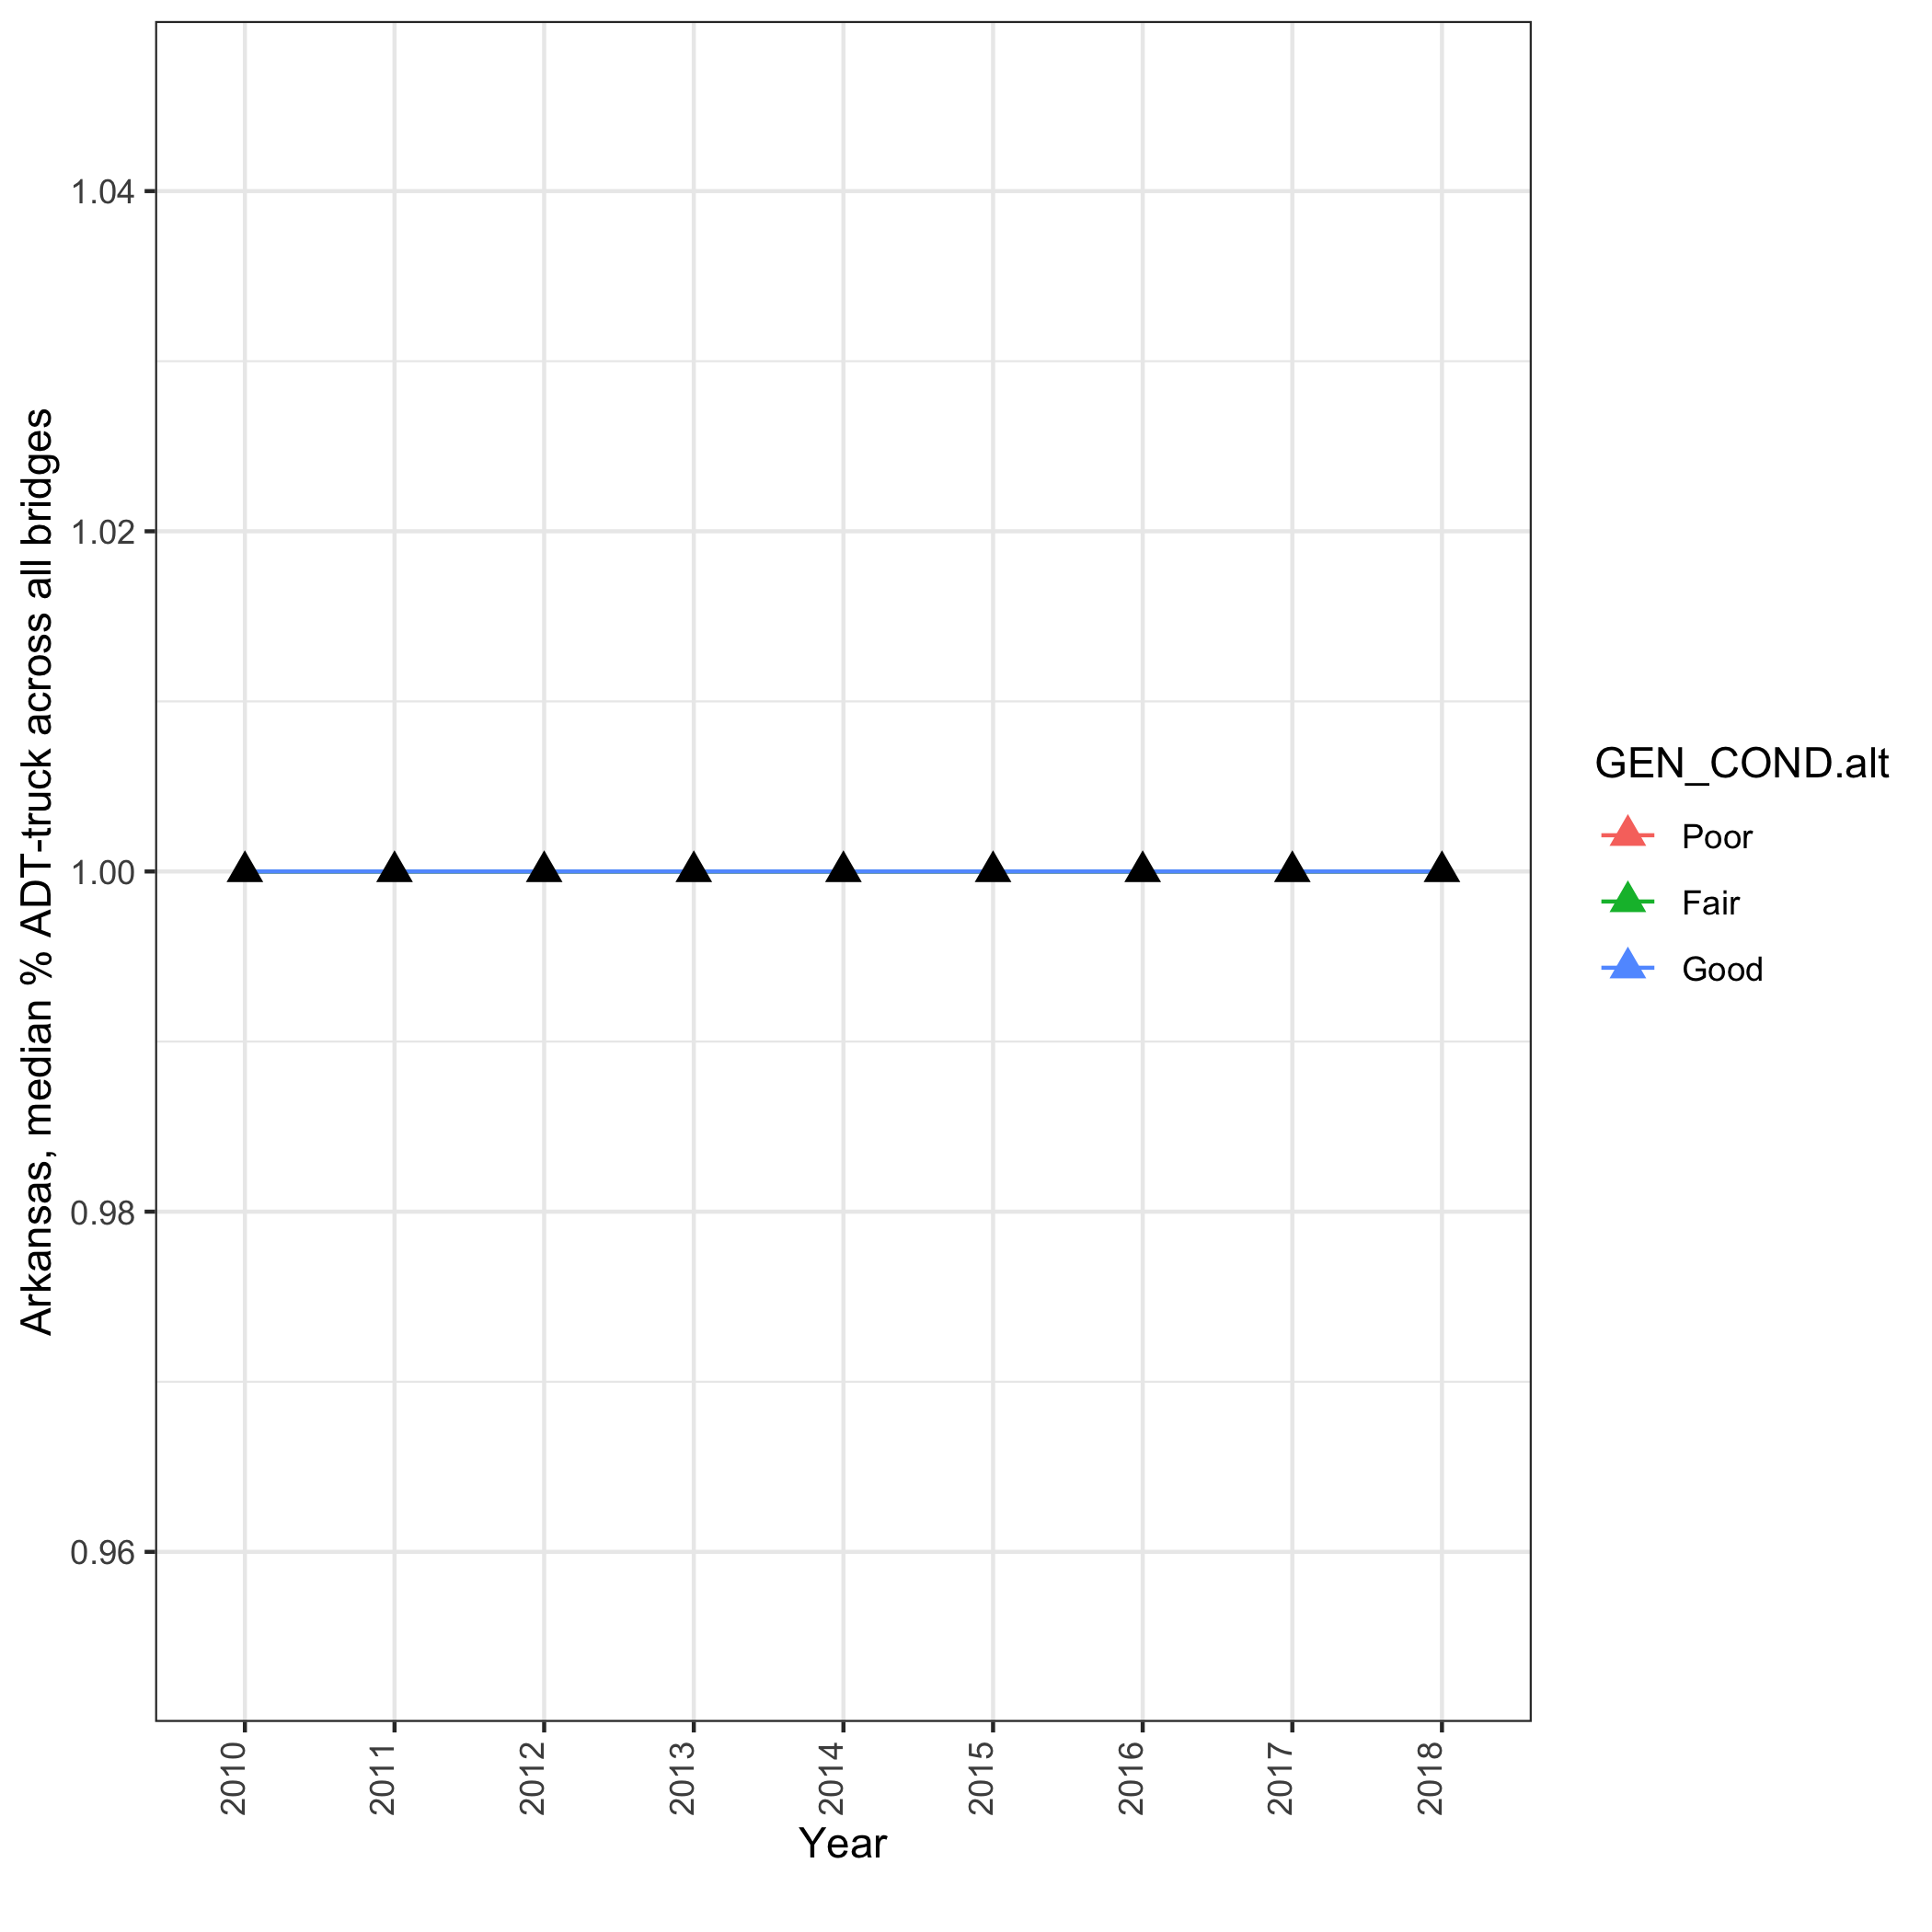 Arkansas, median % ADT-truck across all bridges
1.04
1.02
1.00
0.98
0.96
2010
2011
2012
2013
2014
2015
2016
2017
2018
Year
GEN_COND.alt
Poor
Fair
Good